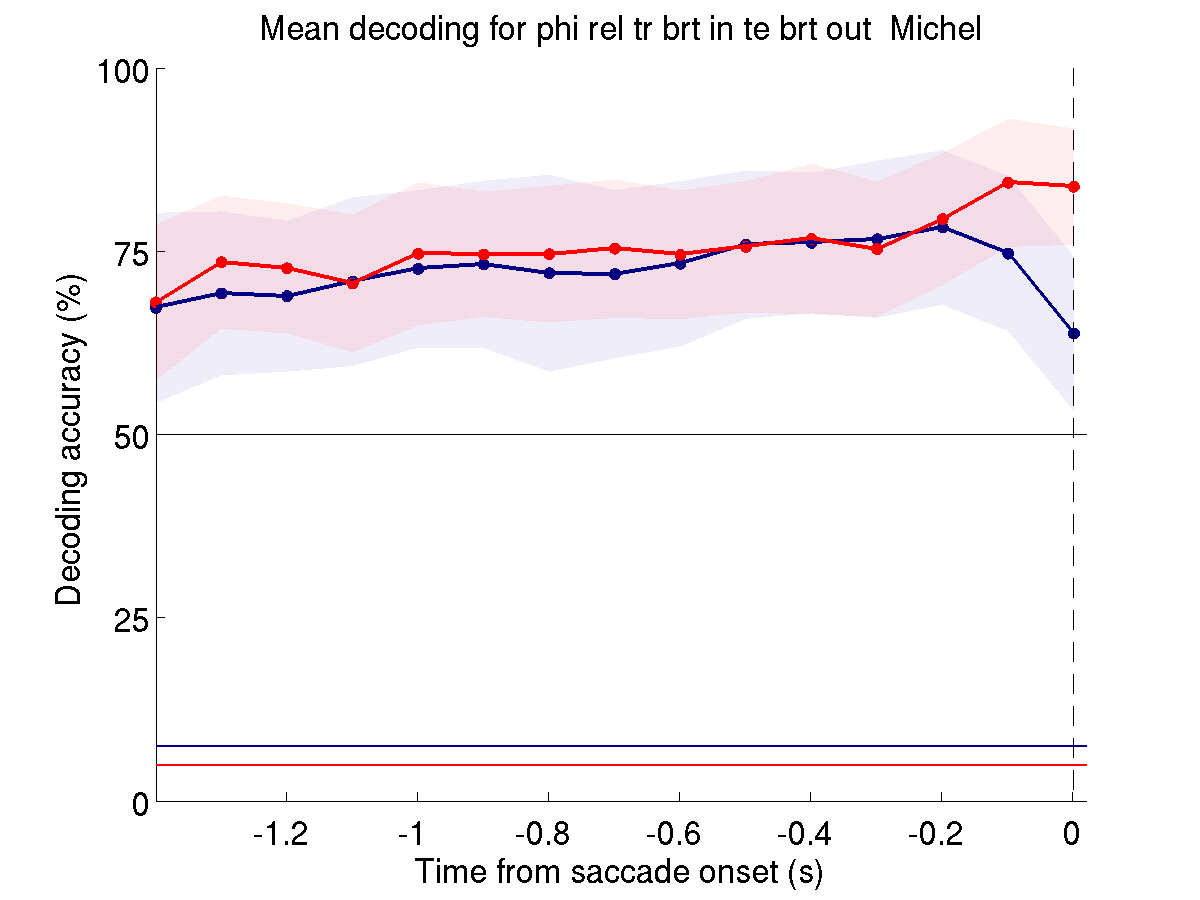 Mean decoding for phi rel tr brt in te brt out  Michel
100
75
50
25
0
Decoding accuracy (%)
-1.2 -1 -0.8 -0.6 -0.4 -0.2 0
Time from saccade onset (s)